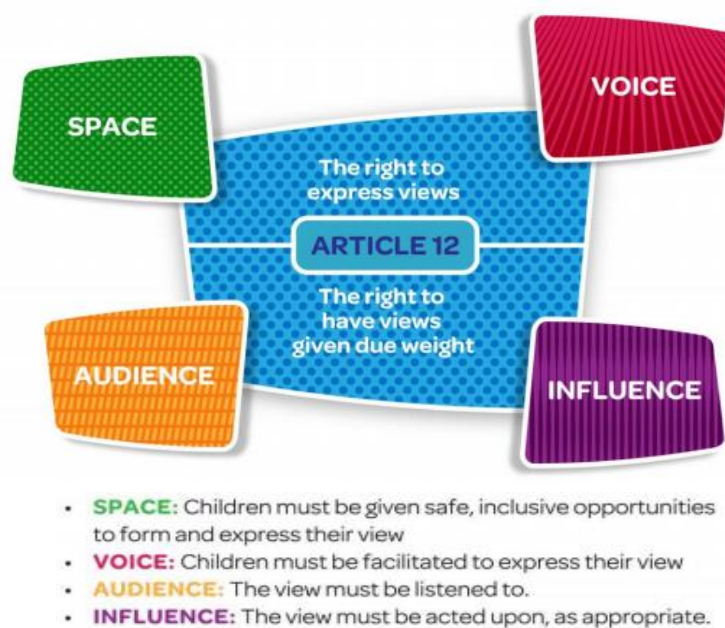 SPACE
VOICE
The right to
express views
ARTICLE 12
The right to
have views
given due weight
AUDIENCE
INFLUENCE
• SPACE: Children must be given safe, inclusive opportunities
to form and express their view
• VOICE: Children must be facilitated to express their view
• AUDIENCE: The view must be listened to.
• INFLUENCE: The view must be acted upon, as appropriate.